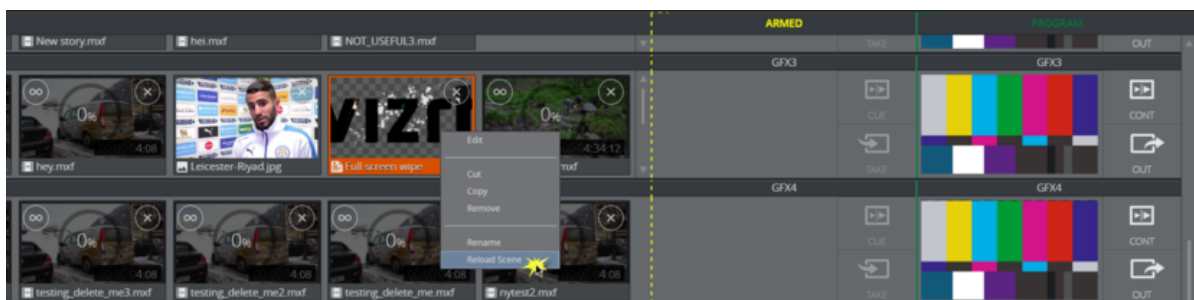 ARMED
PROGRAM
New story.mxf
hei.mxf
NOT_USEFUL3.mxf
TAKE
OUT
GFX3
GFX3
0%
4:08
vizr
0%
4:34:12
CUE
CONT
TAKE
OUT
hey.mxf
Leicester-Riyad.jpg
Full screen wipe
mxf
Edit
Cut
Copy
Remove
Rename
Reload Scene
GFX4
GFX4
0%
4:08
0%
4:08
0%
4:08
0%
4:08
CUE
CONT
TAKE
OUT
testing_delete_me3.mxf
testing_delete_me2.mxf
testing_delete_me.mxf
nytest2.mxf